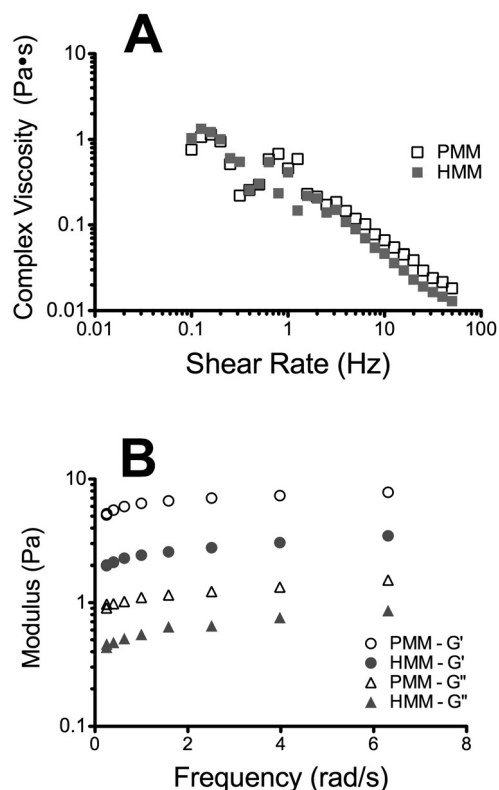 A
Complex Viscosity (Pa•s)
10
1
0.1
0.01
0.01
0.1
1
10
100
Shear Rate (Hz)
PMM
HMM
B
Modulus (Pa)
10
1
0.1
0
2
4
6
8
Frequency (rad/s)
PMM - G'
HMM - G'
PMM - G"
HMM - G"